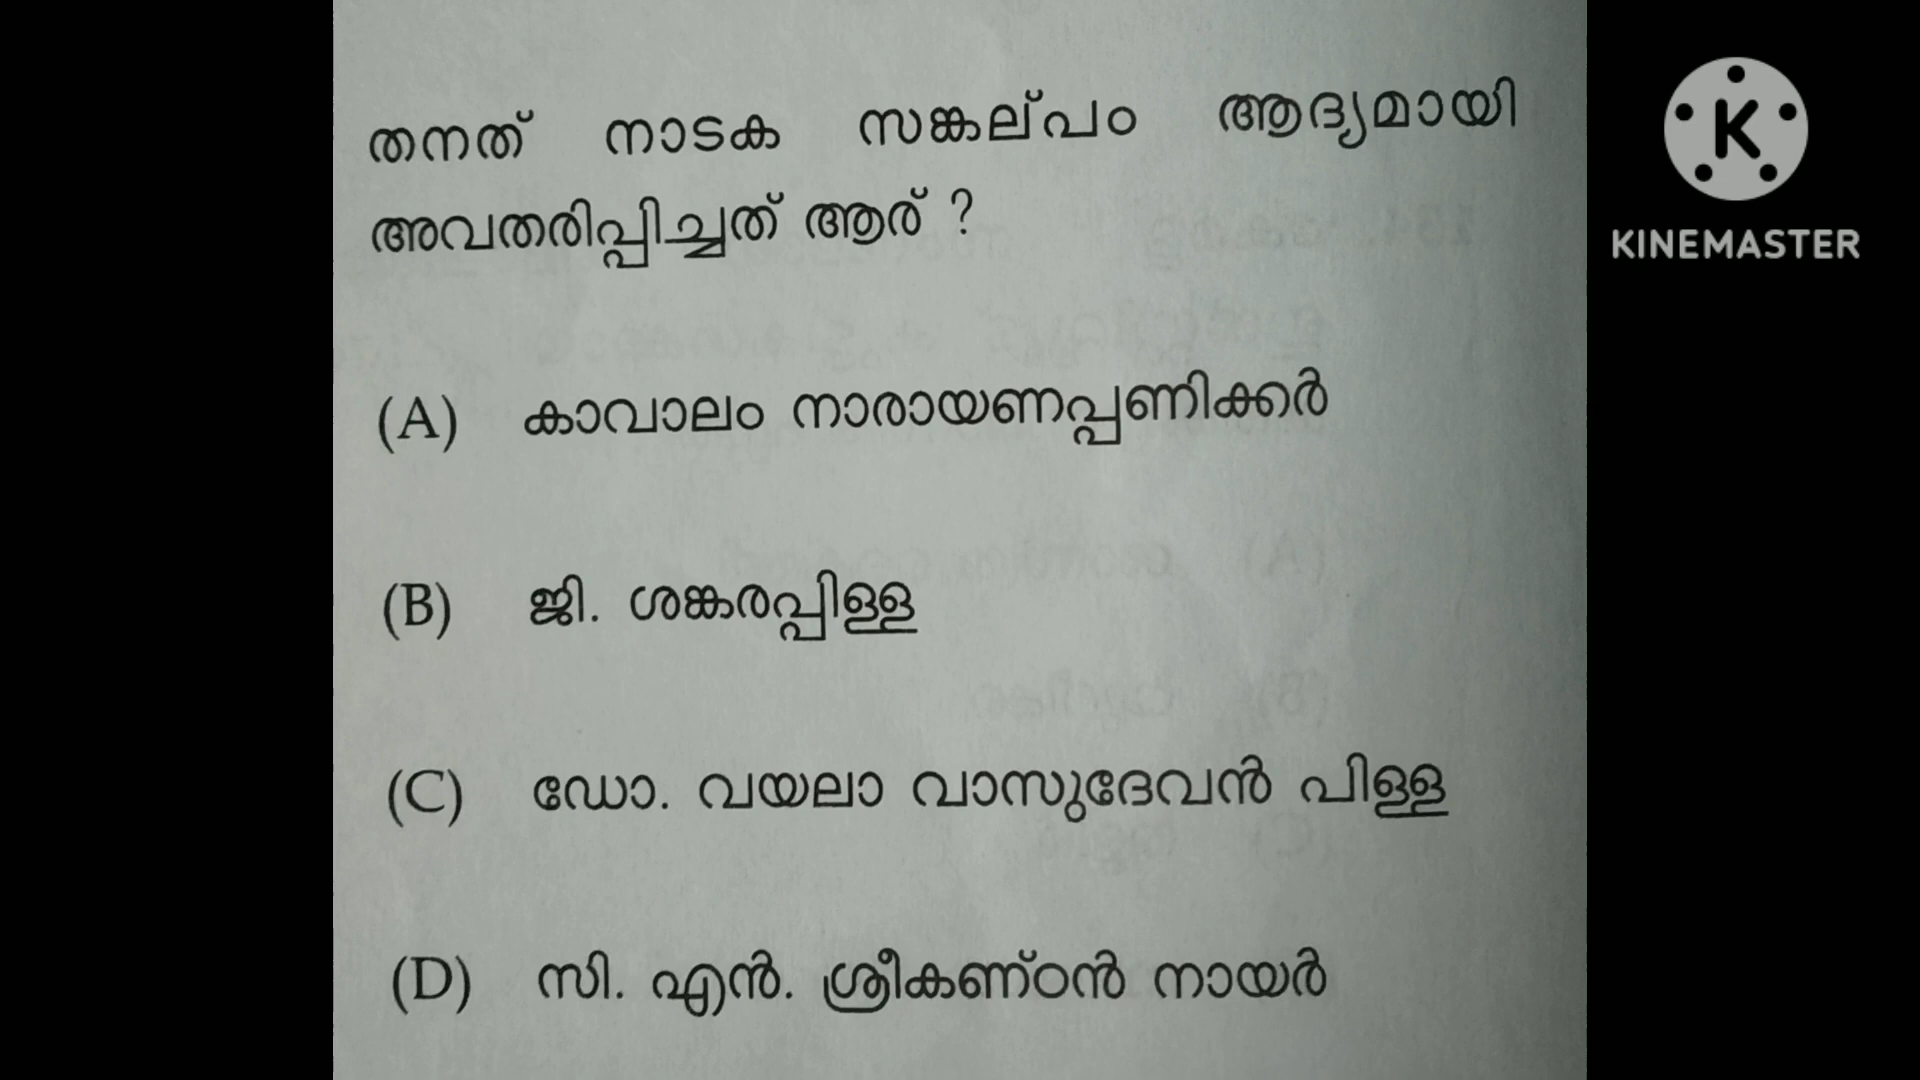 തനത് നാടക സങ്കല്പം ആദ്യമായി
അവതരിപ്പിച്ചത് ആര് ?
(A) കാവാലം നാരായണപ്പണിക്കർ
(B) ജി. ശങ്കരപ്പിള്ള
(C) ഡോ. വയലാ വാസുദേവൻ പിള്ള
(D) സി. എൻ. ശ്രീകണ്ഠൻ നായർ
K
KINEMASTER